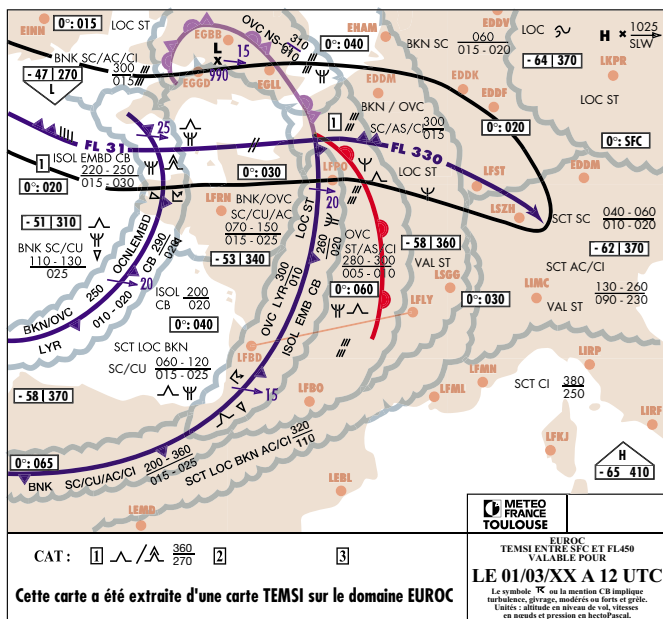 EINN
0°: 015
LOC ST
EGBB
L
x
990
15
OVC NS 310
010
EHAM
0°: 040
BKN SC 060
015 - 020
EDDV
LOC
- 64 | 370
H x 1025
SLW
LKPR
BNK SC/AC/CI
300
015
- 47 | 270
L
EGGD
EGLL
EDDM
EDDK
EDDF
LOC ST
BKN / OVC
SC/AS/CI 300
015
0°: 020
0°: SFC
25
1
FL 31
FL 330
1
ISOL EMBD CB
220 - 250
015 - 030
0°: 020
0°: 030
LFPO
20
LOC ST
LFST
EDDM
LFRN
LSZH
SCT SC 040 - 060
010 - 020
- 51 | 310
BNK SC/CU
110 - 130
025
BNK/OVC
SC/CU/AC
070 - 150
015 - 025
LOC ST
260
020
- 53 | 340
OVC
ST/AS/CI
280 - 300
005 - 010
0°: 060
- 58 | 360
VAL ST
LSGG
- 62 | 370
SCT AC/CI
130 - 260
090 - 230
VAL ST
LIMC
0°: 030
OCNLEMBD
CB 290
020
20
BKN/OVC 250
010 - 020
LYR
ISOL 200
CB 020
0°: 040
OVC LYR 300
010
ISOL EMB CB
LFLY
SCT LOC BKN
SC/CU 060 - 120
015 - 025
LFBD
15
- 58 | 370
LFBO
LFML
LFMN
LIRP
SCT CI 380
250
LIRF
LFKJ
H
- 65 410
0°: 065
BNK SC/CU/AC/CI 200 - 360
015 - 025
SCT LOC BKN AC/CI 320
110
LEBL
LEMD
METEO
FRANCE
TOULOUSE
CAT : 1 / 360
270
2
3
Cette carte a été extraite d'une carte TEMSI sur le domaine EUROC
EUROC
TEMSI ENTRE SFC ET FL450
VALABLE POUR
LE 01/03/XX A 12 UTC
Le symbole ou la mention CB implique
turbulence, givrage, modérés ou forts et grêle.
Unités : altitude en niveau de vol, vitesses
en nœuds et pression en hectoPascal.